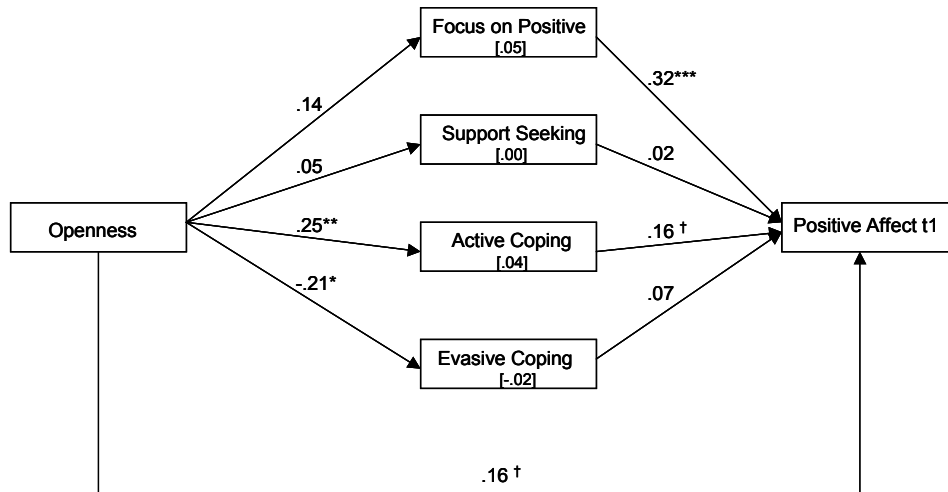 Focus on Positive
[.05]
.32***
.14
Support Seeking
[.00]
.02
.05
Openness
.25**
Active Coping
[.04]
.16 †
Positive Affect t1
-.21*
.07
Evasive Coping
[-.02]
.16 †